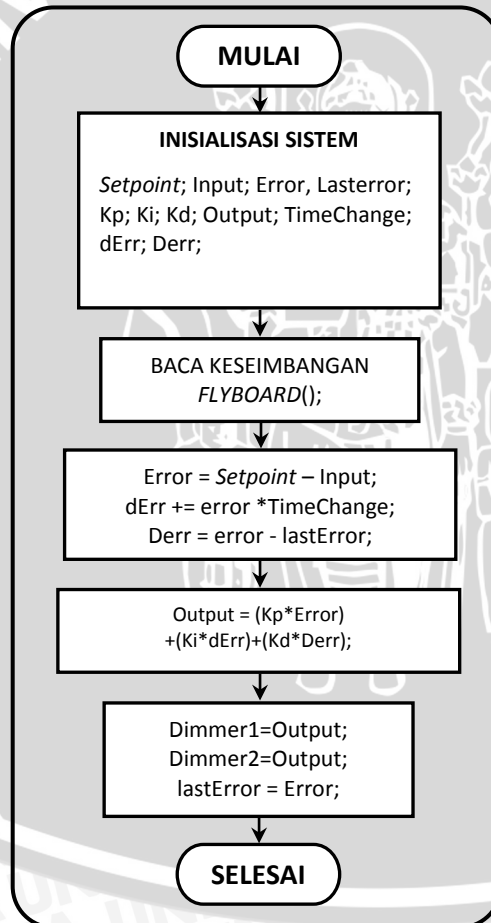 MULAI
INISIALISASI SISTEM
Setpoint; Input; Error, Lasterror;
Kp; Ki; Kd; Output; TimeChange;
dErr; Derr;
BACA KESEIMBANGAN
FLYBOARD();
Error = Setpoint – Input;
dErr += error *TimeChange;
Derr = error - lastError;
Output = (Kp*Error)
+(Ki*dErr)+(Kd*Derr);
Dimmer1=Output;
Dimmer2=Output;
lastError = Error;
SELESAI